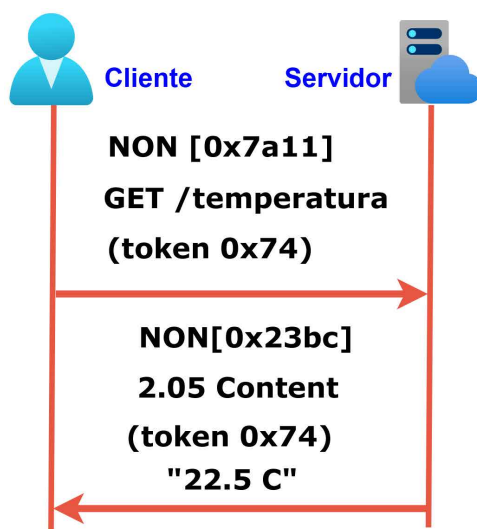 Cliente
Servidor
NON [0x7a11]
GET /temperatura
(token 0x74)
NON[0x23bc]
2.05 Content
(token 0x74)
"22.5 C"